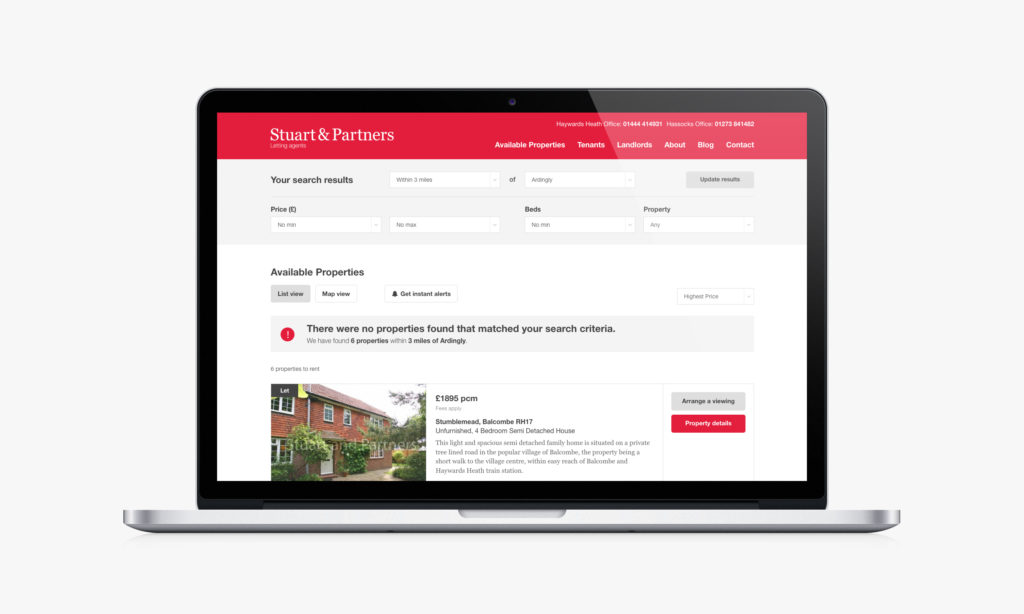 Haywards Heath Office: 01444 414931 Hassocks Office: 01273 841482
Stuart & Partners
Letting agents
Available Properties Tenants Landlords About Blog Contact
Your search results Within 3 miles of Ardingly Update results
Price (£) Beds Property
No min No max No min Any
Available Properties
List view Map view Get instant alerts Highest Price
There were no properties found that matched your search criteria.
We have found 6 properties within 3 miles of Ardingly.
6 properties to rent
Let
£1895 pcm
Fees apply
Stumblemead, Balcombe RH17
Unfurnished, 4 Bedroom Semi Detached House
This light and spacious semi detached family home is situated on a private
tree lined road in the popular village of Balcombe, the property being a
short walk to the village centre, within easy reach of Balcombe and
Haywards Heath train station.
Arrange a viewing
Property details
Stuart and Partners